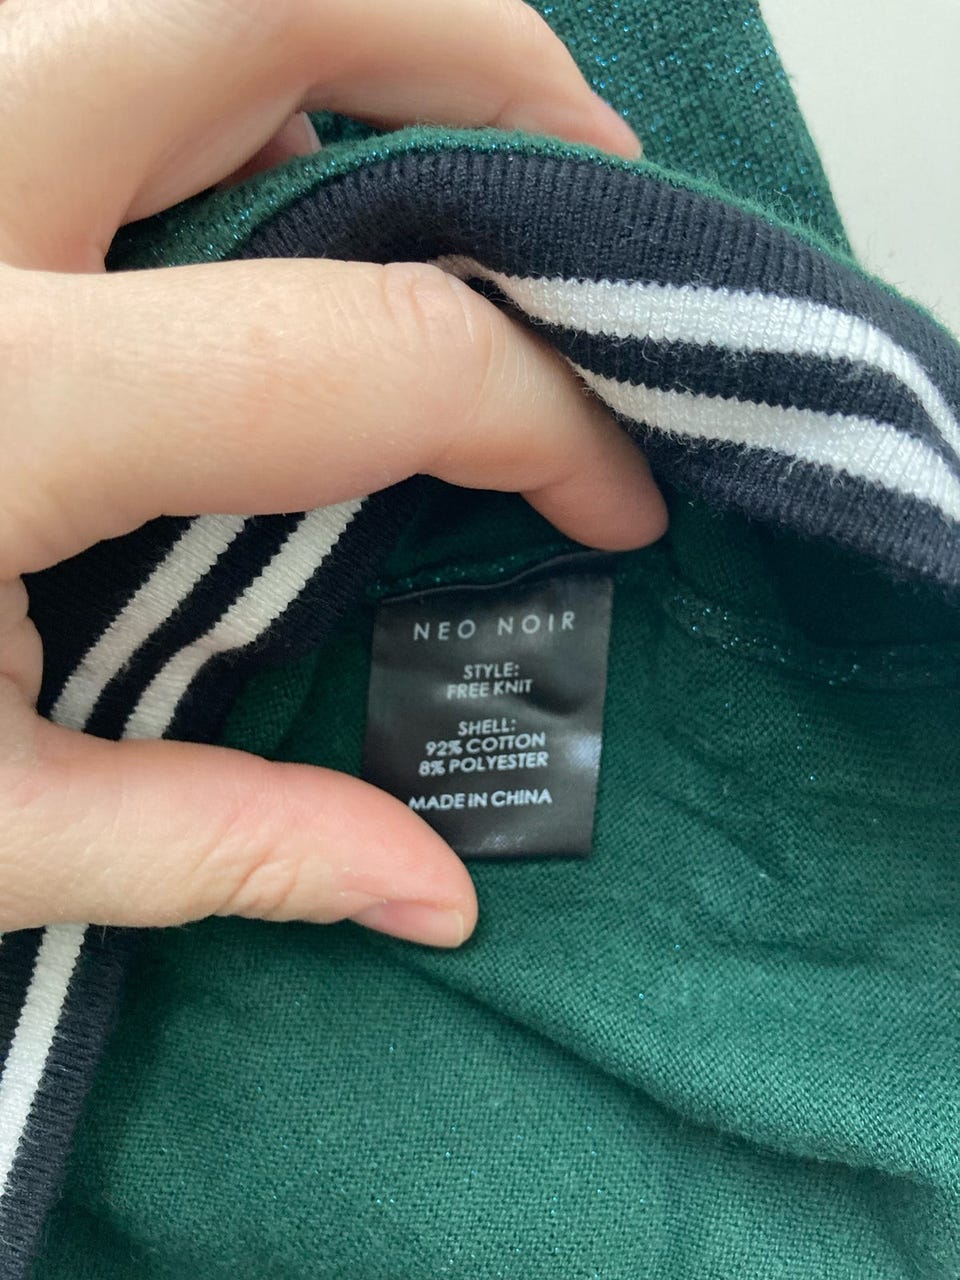 NEO NOIR
STYLE:
FREE KNIT
SHELL:
92% COTTON
8% POLYESTER
MADE IN CHINA